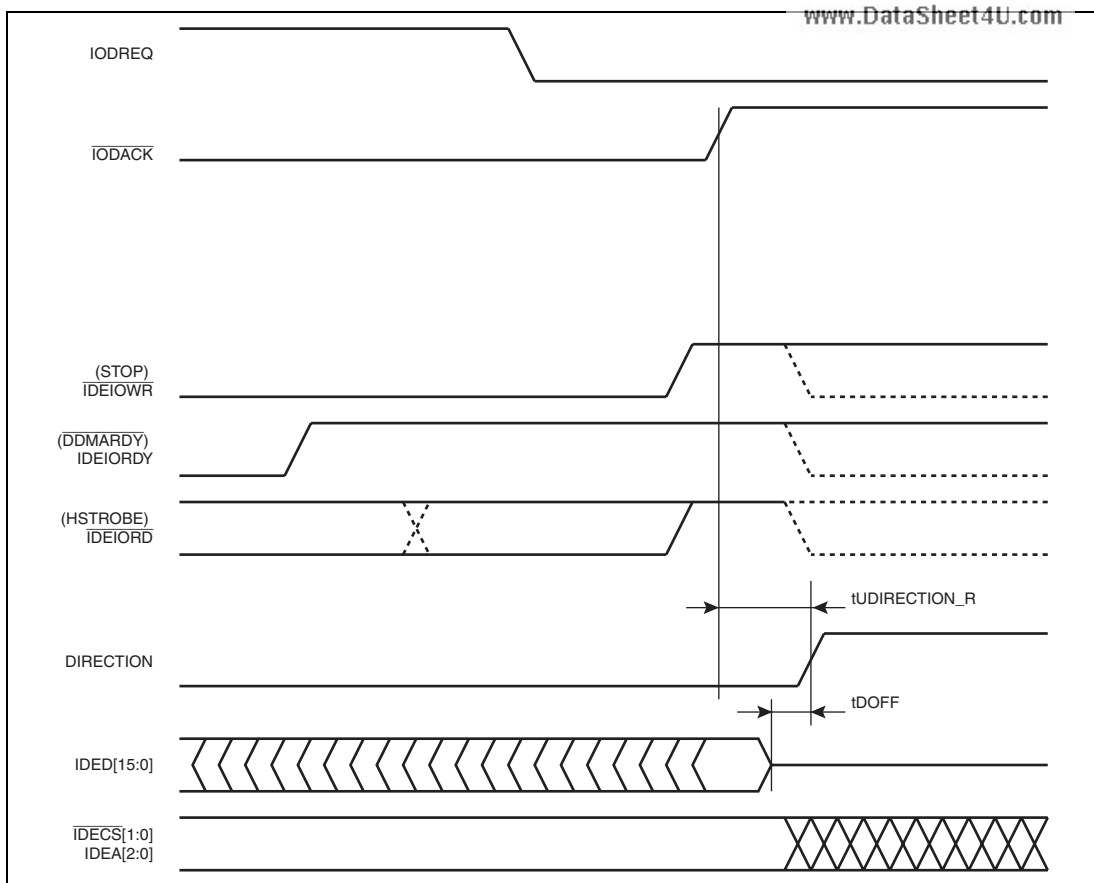 www.DataSheet4U.com
IODREQ
IODACK
(STOP)
IDEIOWR
(DDMARDY)
IDEIORDY
(HSTROBE)
IDEIORD
tUDIRECTION_R
DIRECTION
tDOFF
IDED[15:0]
IDECS[1:0]
IDEA[2:0]